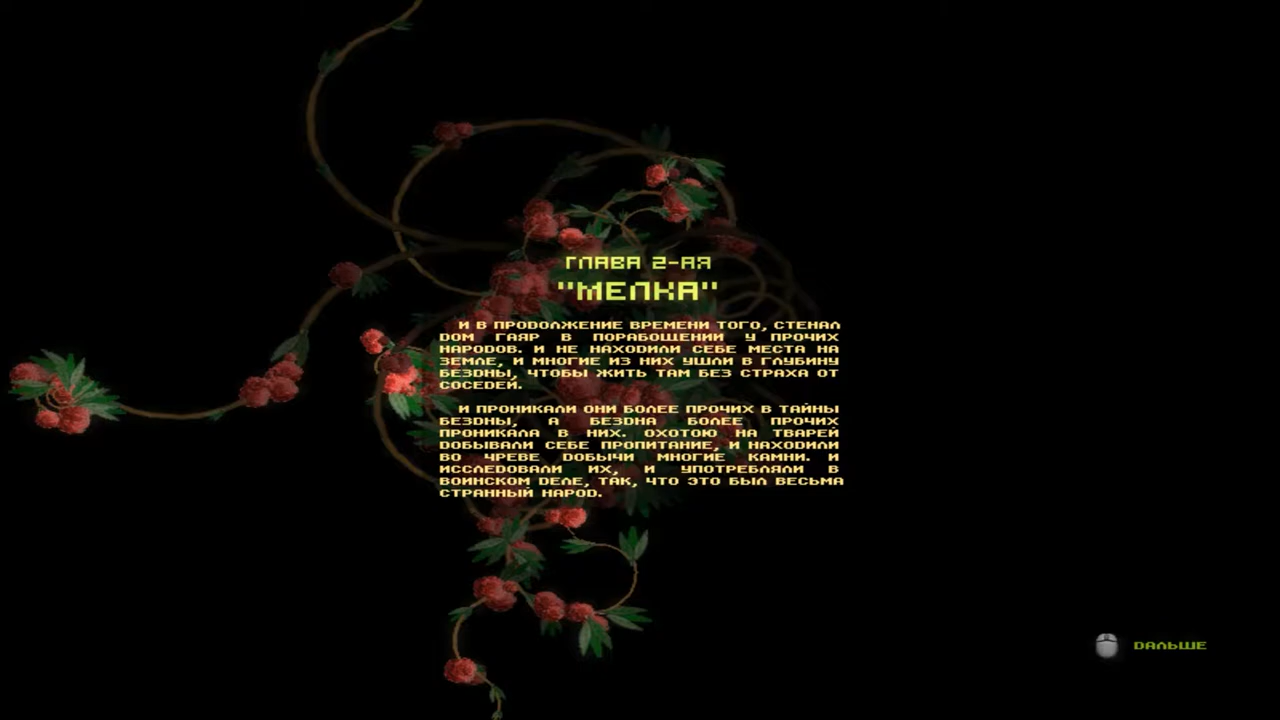 ГЛАВА 2-АЯ
"МЕЛКА"
И В ПРОДОЛЖЕНИЕ ВРЕМЕНИ ТОГО, СТЕНАЛ
ДОМ ГАЯР В ПОРАБОЩЕНИИ У ПРОЧИХ
НАРОДОВ. И НЕ НАХОДИЛИ СЕБЕ МЕСТА НА
ЗЕМЛЕ, И МНОГИЕ ИЗ НИХ УШЛИ В ГЛУБИНУ
БЕЗДНЫ, ЧТОБЫ ЖИТЬ ТАМ БЕЗ СТРАХА ОТ
СОСЕДЕЙ.
И ПРОНИКАЛИ ОНИ БОЛЕЕ ПРОЧИХ В ТАЙНЫ
БЕЗДНЫ, А БЕЗДНА БОЛЕЕ ПРОЧИХ
ПРОНИКАЛА В НИХ. ОХОТОЮ НА ТВАРЕЙ
ДОБЫВАЛИ СЕБЕ ПРОПИТАНИЕ, И НАХОДИЛИ
ВО ЧРЕВЕ ДОБЫЧИ МНОГИЕ КАМНИ. И
ИССЛЕДОВАЛИ ИХ, И УПОТРЕБЛЯЛИ В
ВОИНСКОМ ДЕЛЕ, ТАК, ЧТО ЭТО БЫЛ ВЕСЬМА
СТРАННЫЙ НАРОД.
ДАЛЬШЕ